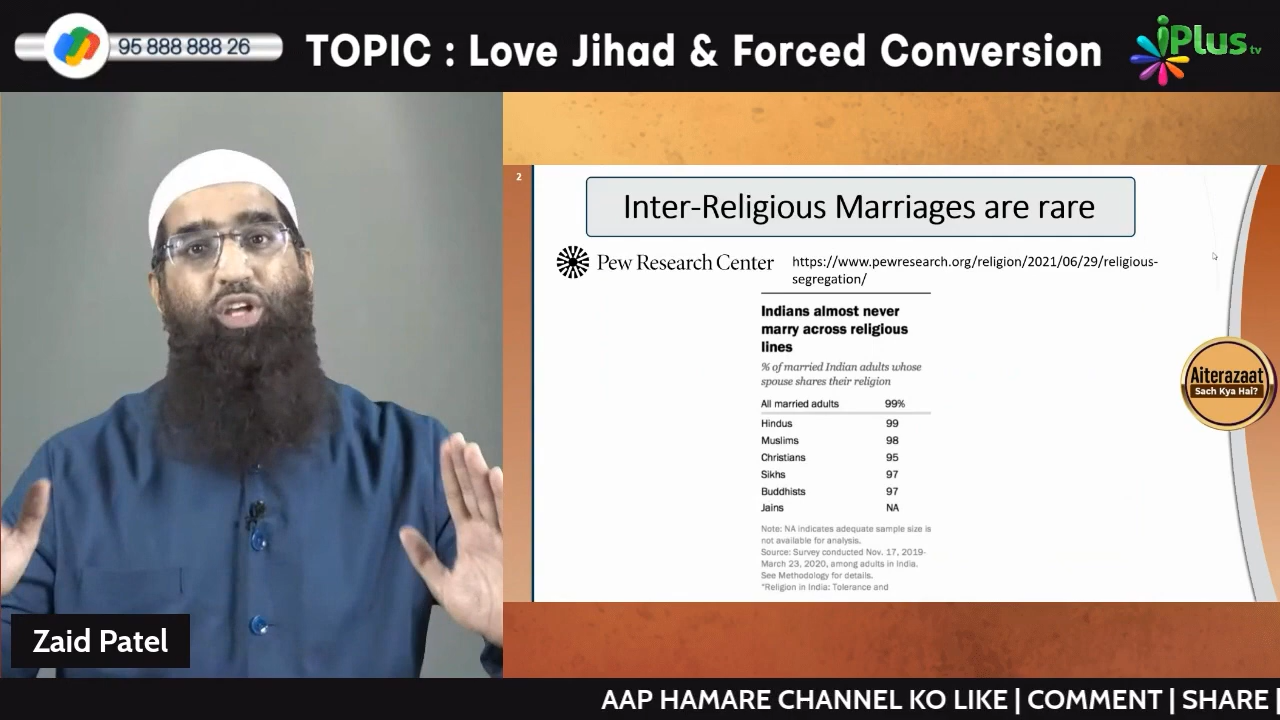 95 888 888 26
TOPIC : Love Jihad & Forced Conversion
iPlus tv
2
Inter-Religious Marriages are rare
Pew Research Center
https://www.pewresearch.org/religion/2021/06/29/religious-
segregation/
Indians almost never
marry across religious
lines
% of married Indian adults whose
spouse shares their religion
All married adults 99%
Hindus 99
Muslims 98
Christians 95
Sikhs 97
Buddhists 97
Jains NA
Note: NA indicates adequate sample size is
not available for analysis.
Source: Survey conducted Nov. 17, 2019-
March 23, 2020, among adults in India.
See Methodology for details.
"Religion in India: Tolerance and
Aiterazaat
Sach Kya Hai?
Zaid Patel
AAP HAMARE CHANNEL KO LIKE | COMMENT | SHARE |